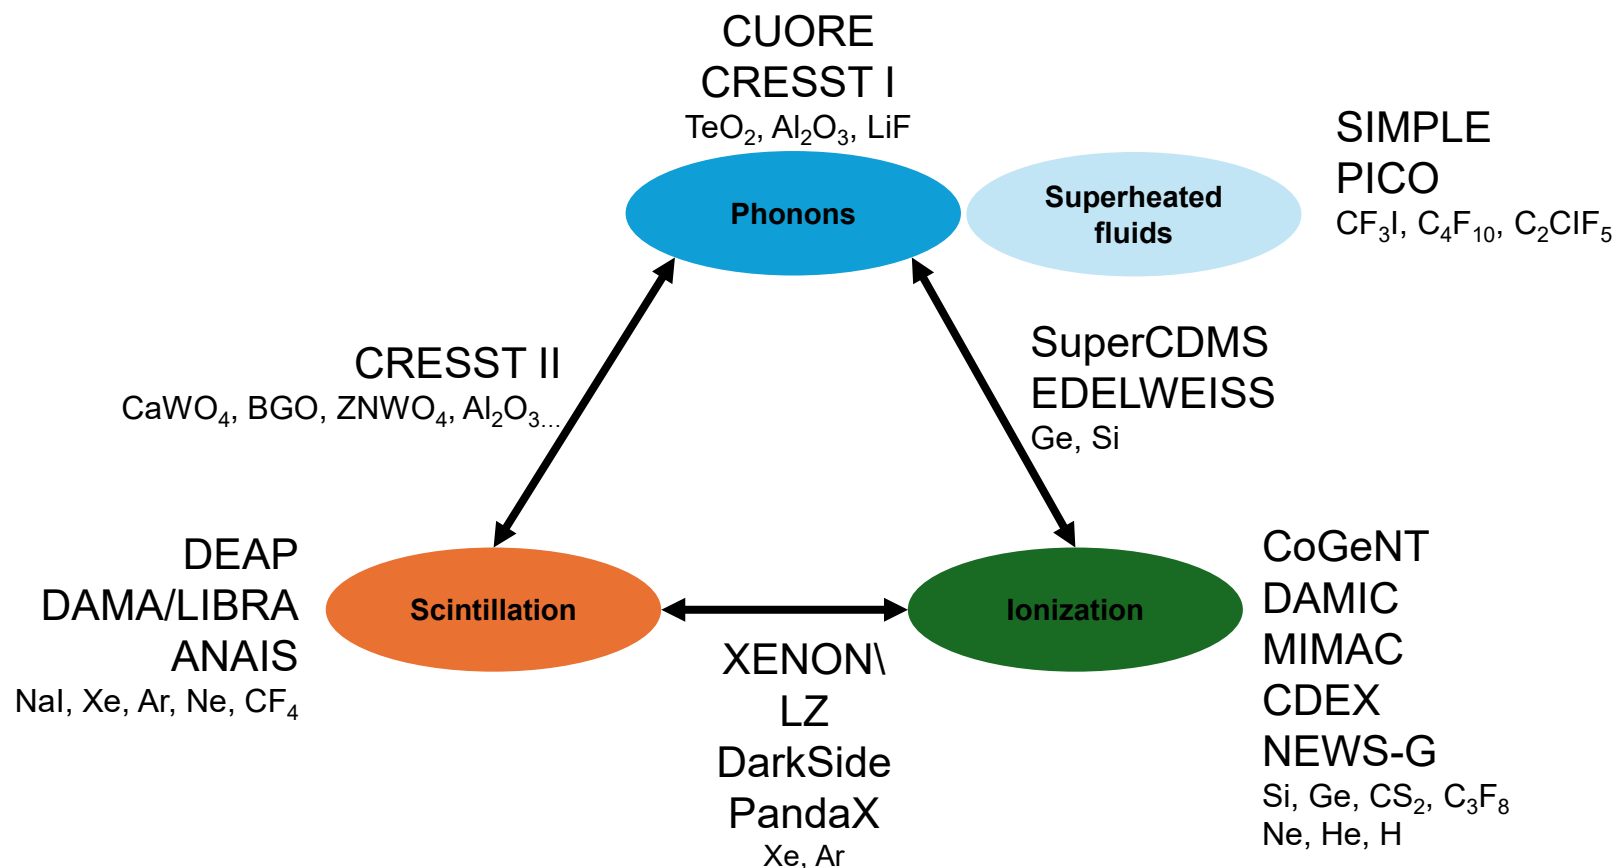 CUORE
CRESST I
TeO₂, Al₂O₃, LiF
Phonons
Superheated
fluids
SIMPLE
PICO
CF₃I, C₄F₁₀, C₂ClF₅
CRESST II
CaWO₄, BGO, ZNWO₄, Al₂O₃...
SuperCDMS
EDELWEISS
Ge, Si
DEAP
DAMA/LIBRA
ANAIS
NaI, Xe, Ar, Ne, CF₄
Scintillation
Ionization
XENON\
LZ
DarkSide
PandaX
Xe, Ar
CoGeNT
DAMIC
MIMAC
CDEX
NEWS-G
Si, Ge, CS₂, C₃F₈
Ne, He, H